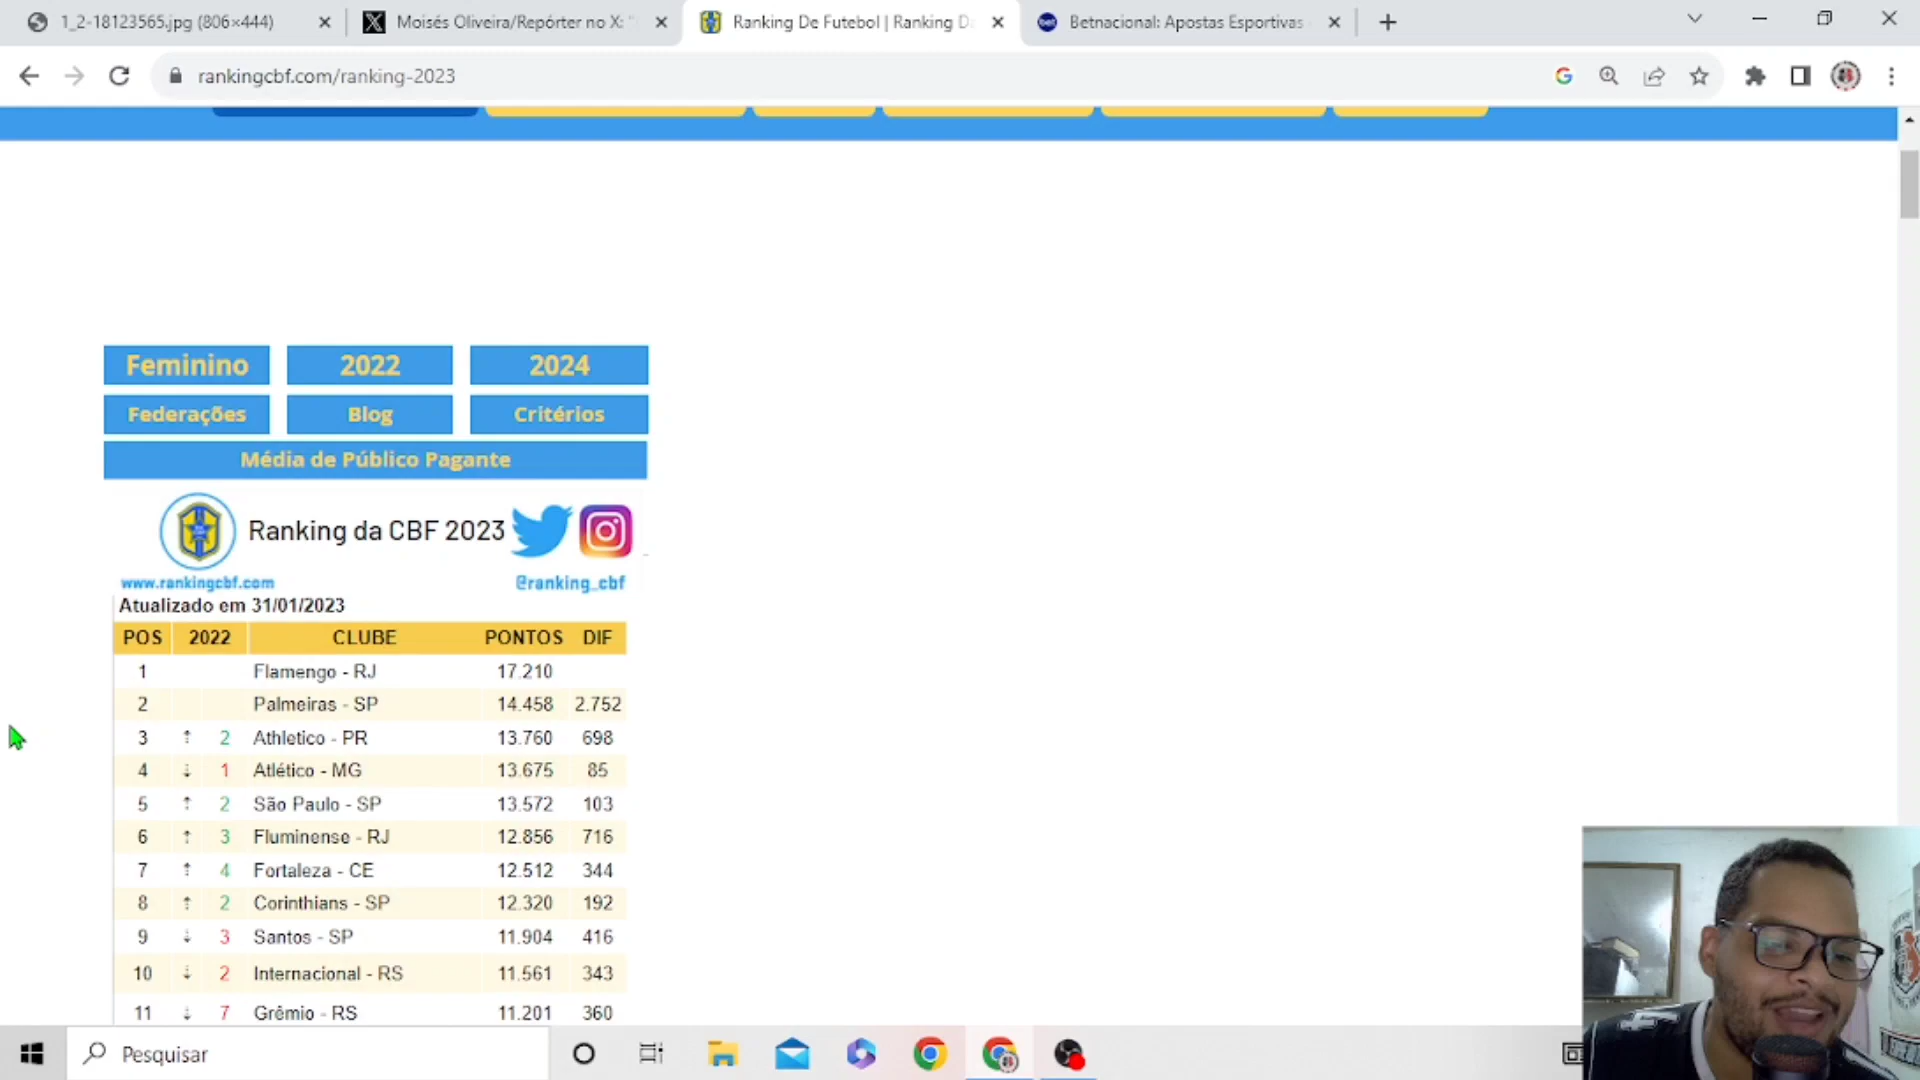 1_2-18123565.jpg (806×444)
Moisés Oliveira/Repórter no X: "
Ranking De Futebol | Ranking D
Betnacional: Apostas Esportivas
rankingcbf.com/ranking-2023
Feminino 2022 2024
Federações Blog Critérios
Média de Público Pagante
Ranking da CBF 2023
www.rankingcbf.com @ranking_cbf
Atualizado em 31/01/2023
POS 2022 CLUBE PONTOS DIF
1 Flamengo - RJ 17.210
2 Palmeiras - SP 14.458 2.752
3 ↑ 2 Athletico - PR 13.760 698
4 ↓ 1 Atlético - MG 13.675 85
5 ↑ 2 São Paulo - SP 13.572 103
6 ↑ 3 Fluminense - RJ 12.856 716
7 ↑ 4 Fortaleza - CE 12.512 344
8 ↑ 2 Corinthians - SP 12.320 192
9 ↓ 3 Santos - SP 11.904 416
10 ↓ 2 Internacional - RS 11.561 343
11 ↓ 7 Grêmio - RS 11.201 360
Pesquisar